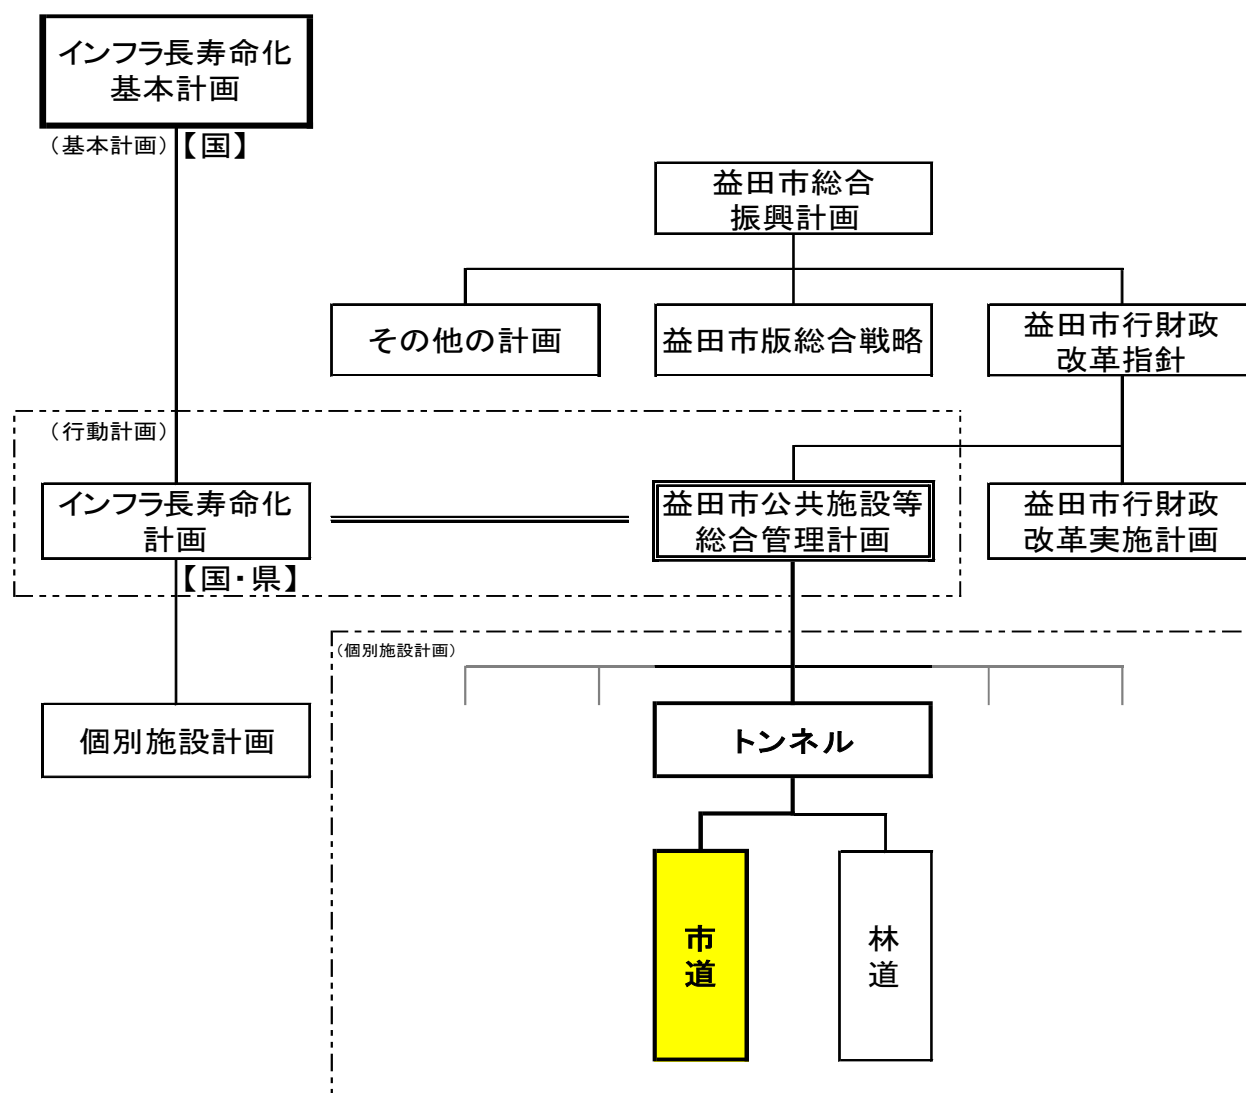 インフラ長寿命化
基本計画
（基本計画）【国】
益田市総合
振興計画
その他の計画
益田市版総合戦略
益田市行財政
改革指針
（行動計画）
インフラ長寿命化
計画
【国・県】
益田市公共施設等
総合管理計画
益田市行財政
改革実施計画
（個別施設計画）
個別施設計画
トンネル
市
道
林
道